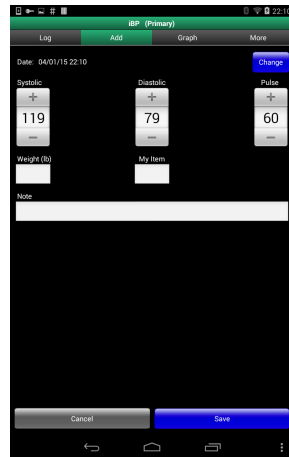 # 22:10
iBP (Primary)
Log Add Graph More
Date: 04/01/15 22:10 Change
Systolic Diastolic Pulse
+ + +
119 79 60
− − −
Weight (lb) My Item
Note
Cancel Save